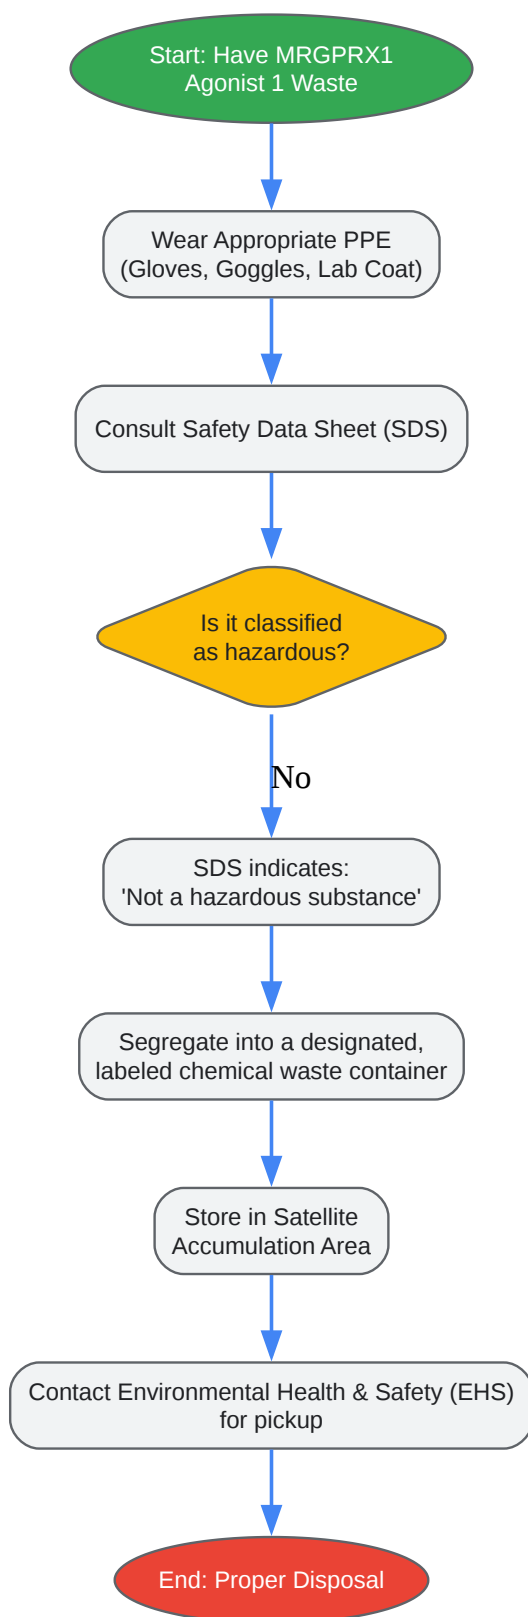 Start: Have MRGPRX1
Agonist 1 Waste
Wear Appropriate PPE
(Gloves, Goggles, Lab Coat)
Consult Safety Data Sheet (SDS)
Is it classified
as hazardous?
No
SDS indicates:
'Not a hazardous substance'
Segregate into a designated,
labeled chemical waste container
Store in Satellite
Accumulation Area
Contact Environmental Health & Safety (EHS)
for pickup
End: Proper Disposal